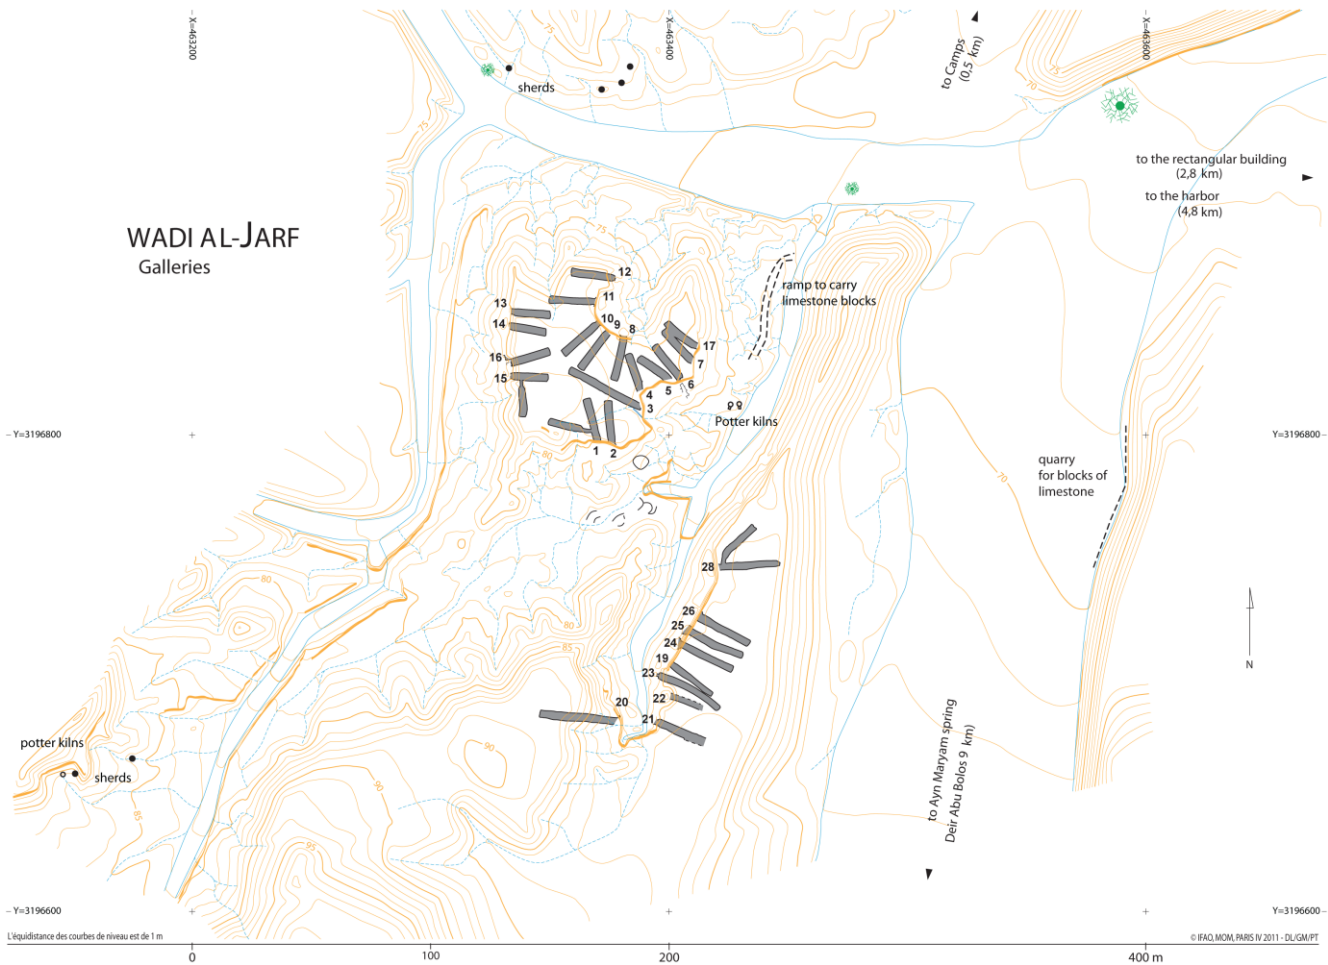 X=463200
X=463400
X=463600
75
75
70
to Camps
(0,5 km)
sherds
75
to the rectangular building
(2,8 km)
to the harbor
(4,8 km)
WADI AL-JARF
Galleries
75
12
11
13
14
10
9
8
16
15
17
7
6
5
4
3
ramp to carry
limestone blocks
Potter kilns
Y=3196800
Y=3196800
80
1
2
quarry
for blocks of
limestone
70
28
80
80
85
26
25
24
19
23
22
20
21
potter kilns
sherds
90
90
85
95
to Ayn Maryam spring
Deir Abu Bolos 9 km)
N
Y=3196600
Y=3196600
L'équidistance des courbes de niveau est de 1 m
© IFAO, MOM, PARIS IV 2011 - DL/GM/PT
0
100
200
400 m